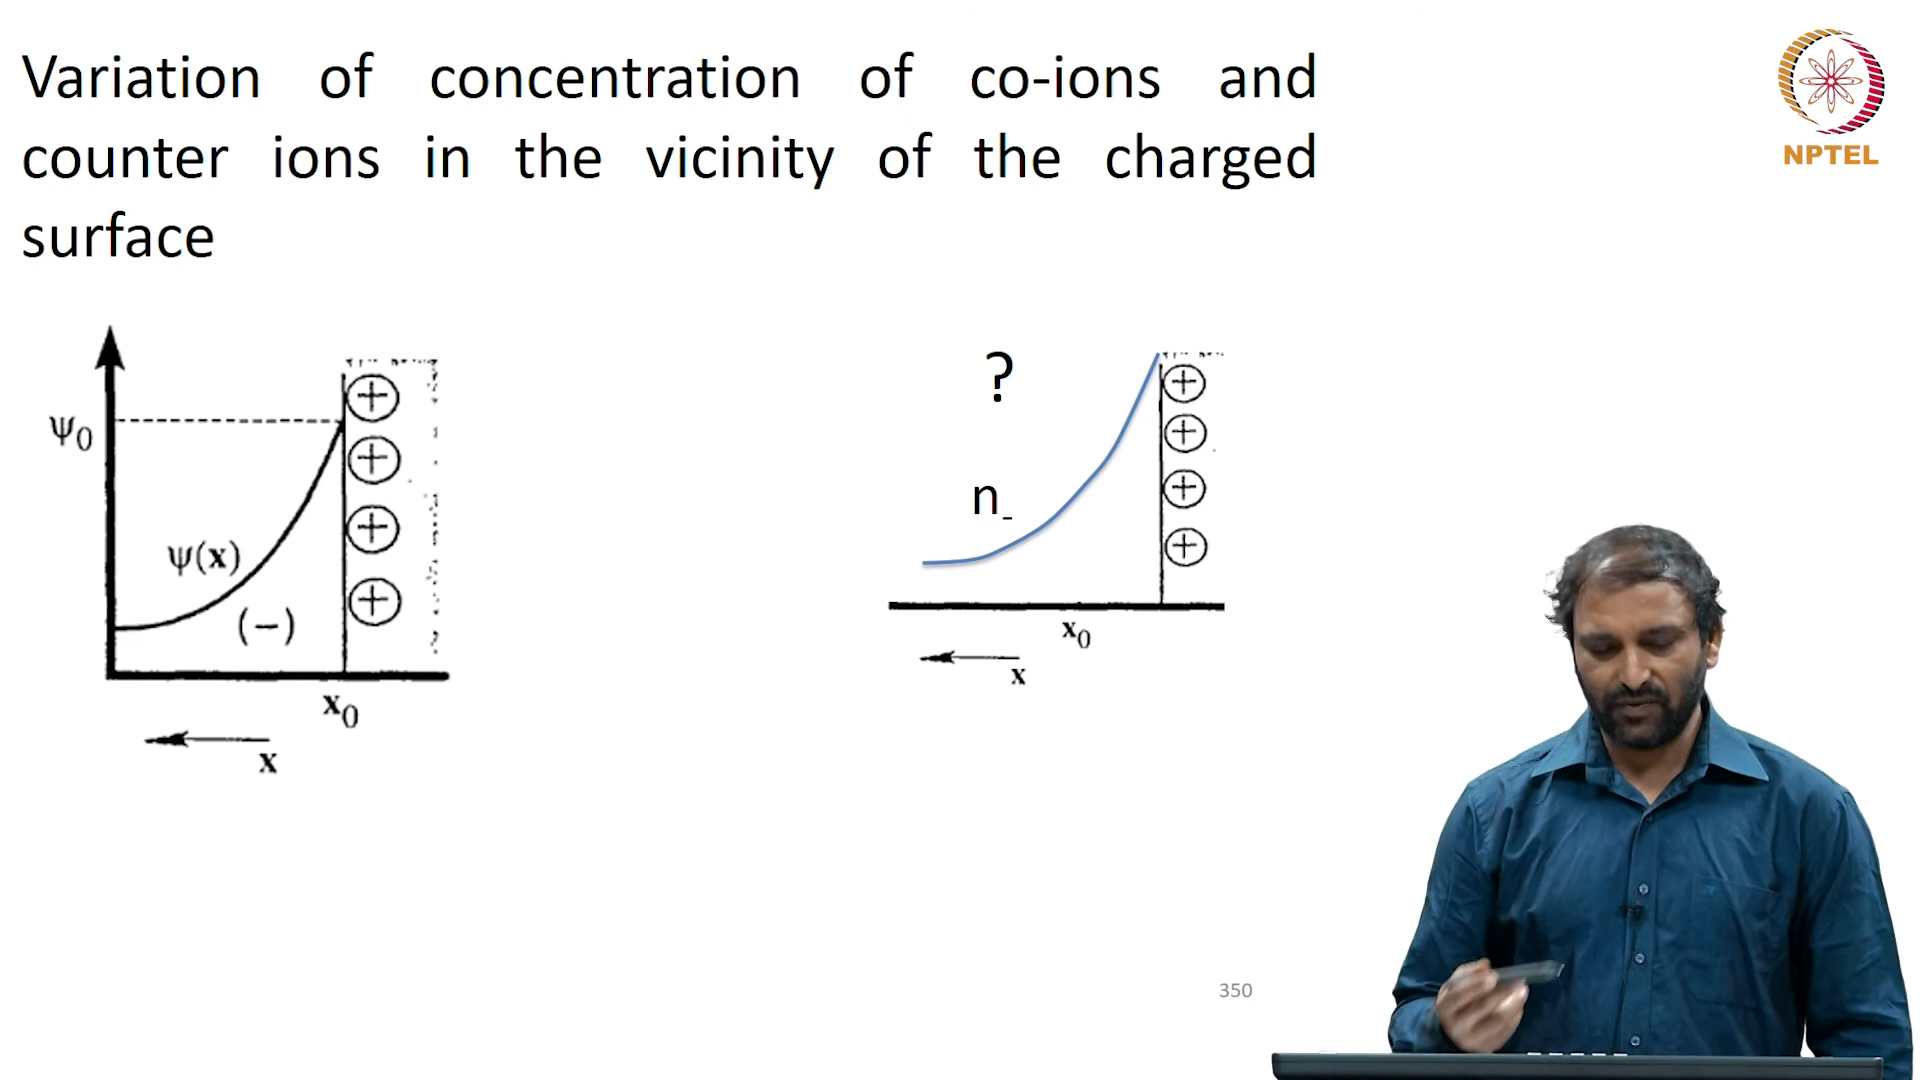 Variation of concentration of co-ions and
counter ions in the vicinity of the charged
surface
NPTEL
ψ0
ψ(x)
(−)
+
+
+
+
x0
x
?
n-
+
+
+
+
x0
x
350